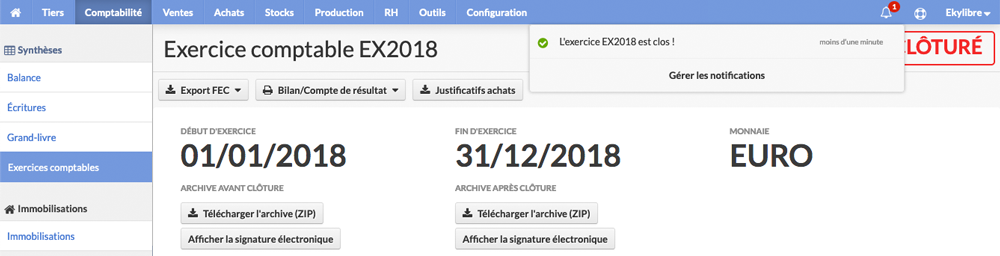 Tiers Comptabilité Ventes Achats Stocks Production RH Outils Configuration 1 Ekylibre
Synthèses
Balance
Écritures
Grand-livre
Exercices comptables
Immobilisations
Immobilisations
Exercice comptable EX2018
L'exercice EX2018 est clos ! moins d'une minute
Gérer les notifications
LÔTURÉ
Export FEC Bilan/Compte de résultat Justificatifs achats
DÉBUT D'EXERCICE FIN D'EXERCICE MONNAIE
01/01/2018 31/12/2018 EURO
ARCHIVE AVANT CLÔTURE ARCHIVE APRÈS CLÔTURE
Télécharger l'archive (ZIP) Télécharger l'archive (ZIP)
Afficher la signature électronique Afficher la signature électronique